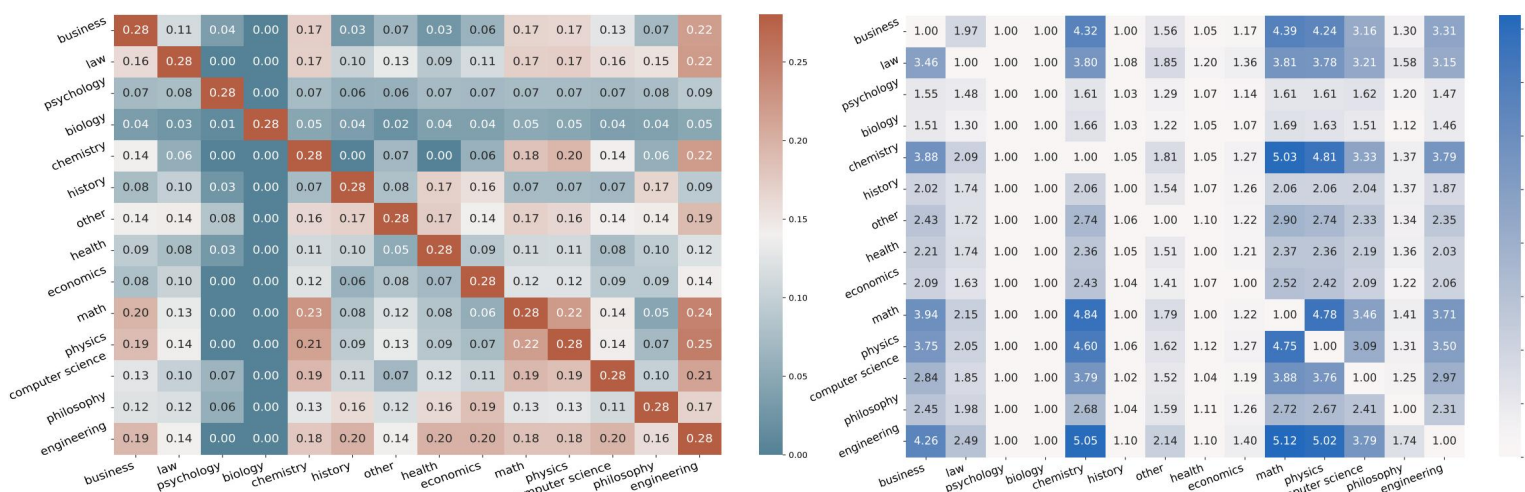 business 0.28 0.11 0.04 0.00 0.17 0.03 0.07 0.03 0.06 0.17 0.17 0.13 0.07 0.22
law 0.16 0.28 0.00 0.00 0.17 0.10 0.13 0.09 0.11 0.17 0.17 0.16 0.15 0.22
psychology 0.07 0.08 0.28 0.00 0.07 0.06 0.06 0.07 0.07 0.07 0.07 0.07 0.08 0.09
biology 0.04 0.03 0.01 0.28 0.05 0.04 0.02 0.04 0.04 0.05 0.05 0.04 0.04 0.05
chemistry 0.14 0.06 0.00 0.00 0.28 0.00 0.07 0.00 0.06 0.18 0.20 0.14 0.06 0.22
history 0.08 0.10 0.03 0.00 0.07 0.28 0.08 0.17 0.16 0.07 0.07 0.07 0.17 0.09
other 0.14 0.14 0.08 0.00 0.16 0.17 0.28 0.17 0.14 0.17 0.16 0.14 0.14 0.19
health 0.09 0.08 0.03 0.00 0.11 0.10 0.05 0.28 0.09 0.11 0.11 0.08 0.10 0.12
economics 0.08 0.10 0.00 0.00 0.12 0.06 0.08 0.07 0.28 0.12 0.12 0.09 0.09 0.14
math 0.20 0.13 0.00 0.00 0.23 0.08 0.12 0.08 0.06 0.28 0.22 0.14 0.05 0.24
physics 0.19 0.14 0.00 0.00 0.21 0.09 0.13 0.09 0.07 0.22 0.28 0.14 0.07 0.25
computer science 0.13 0.10 0.00 0.00 0.19 0.11 0.07 0.12 0.11 0.19 0.19 0.28 0.10 0.21
philosophy 0.12 0.12 0.06 0.00 0.13 0.16 0.12 0.16 0.19 0.13 0.13 0.11 0.28 0.17
engineering 0.19 0.14 0.00 0.00 0.18 0.20 0.14 0.20 0.20 0.18 0.18 0.20 0.16 0.28
business law psychology biology chemistry history other health economics math physics computer science philosophy engineering
0.25
0.20
0.15
0.10
0.05
0.00
business 1.00 1.97 1.00 1.00 4.32 1.00 1.56 1.05 1.17 4.39 4.24 3.16 1.30 3.31
law 3.46 1.00 1.00 1.00 3.80 1.08 1.85 1.20 1.36 3.81 3.78 3.21 1.58 3.15
psychology 1.55 1.48 1.00 1.00 1.61 1.03 1.29 1.07 1.14 1.61 1.61 1.62 1.20 1.47
biology 1.51 1.30 1.00 1.00 1.66 1.03 1.22 1.05 1.07 1.69 1.63 1.51 1.12 1.46
chemistry 3.88 2.09 1.00 1.00 1.00 1.05 1.81 1.05 1.27 5.03 4.81 3.33 1.37 3.79
history 2.02 1.74 1.00 1.00 2.06 1.00 1.54 1.07 1.26 2.06 2.06 2.04 1.37 1.87
other 2.43 1.72 1.00 1.00 2.74 1.06 1.00 1.10 1.22 2.90 2.74 2.33 1.34 2.35
health 2.21 1.74 1.00 1.00 2.36 1.05 1.51 1.00 1.21 2.37 2.36 2.19 1.36 2.03
economics 2.09 1.63 1.00 1.00 2.43 1.04 1.41 1.07 1.00 2.52 2.42 2.09 1.22 2.06
math 3.94 2.15 1.00 1.00 4.84 1.06 1.79 1.00 1.22 1.00 4.78 3.46 1.41 3.71
physics 3.75 2.05 1.00 1.00 4.60 1.06 1.62 1.12 1.27 4.75 1.00 3.09 1.31 3.50
computer science 2.84 1.85 1.00 1.00 3.79 1.02 1.52 1.04 1.19 3.88 3.76 1.00 1.25 2.97
philosophy 2.45 1.98 1.00 1.00 2.68 1.04 1.59 1.11 1.26 2.72 2.67 2.41 1.00 2.31
engineering 4.26 2.49 1.00 1.00 5.05 1.10 2.14 1.10 1.40 5.12 5.02 3.79 1.74 1.00
business law psychology biology chemistry history other health economics math physics computer science philosophy engineering